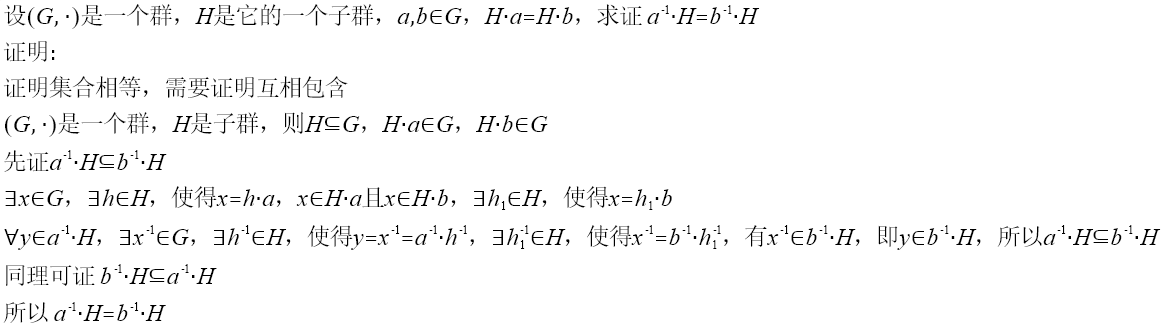 设(G, ·)是一个群，H是它的一个子群，a,b∈G，H·a=H·b，求证 a⁻¹·H=b⁻¹·H
证明:
证明集合相等，需要证明互相包含
(G, ·)是一个群，H是子群，则H⊆G，H·a∈G，H·b∈G
先证a⁻¹·H⊆b⁻¹·H
∃x∈G，∃h∈H，使得x=h·a，x∈H·a且x∈H·b，∃h₁∈H，使得x=h₁·b
∀y∈a⁻¹·H，∃x⁻¹∈G，∃h⁻¹∈H，使得y=x⁻¹=a⁻¹·h⁻¹，∃h₁⁻¹∈H，使得x⁻¹=b⁻¹·h₁⁻¹，有x⁻¹∈b⁻¹·H，即y∈b⁻¹·H，所以a⁻¹·H⊆b⁻¹·H
同理可证 b⁻¹·H⊆a⁻¹·H
所以 a⁻¹·H=b⁻¹·H